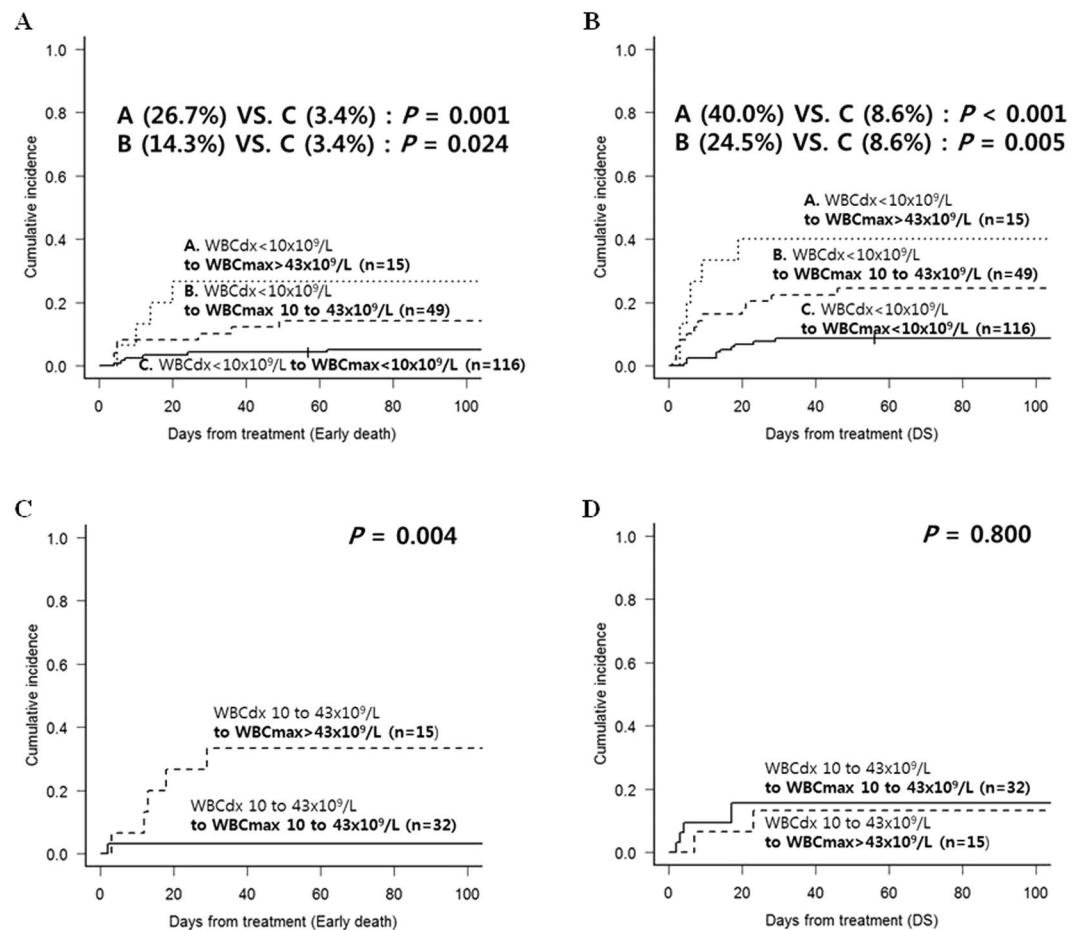 A
1.0
0.8
0.6
0.4
0.2
0.0
Cumulative incidence
A (26.7%) VS. C (3.4%) : P = 0.001
B (14.3%) VS. C (3.4%) : P = 0.024
A. WBCdx<10x10⁹/L
to WBCmax>43x10⁹/L (n=15)
B. WBCdx<10x10⁹/L
to WBCmax 10 to 43x10⁹/L (n=49)
C. WBCdx<10x10⁹/L to WBCmax<10x10⁹/L (n=116)
0 20 40 60 80 100
Days from treatment (Early death)
B
1.0
0.8
0.6
0.4
0.2
0.0
Cumulative incidence
A (40.0%) VS. C (8.6%) : P < 0.001
B (24.5%) VS. C (8.6%) : P = 0.005
A. WBCdx<10x10⁹/L
to WBCmax>43x10⁹/L (n=15)
B. WBCdx<10x10⁹/L
to WBCmax 10 to 43x10⁹/L (n=49)
C. WBCdx<10x10⁹/L
to WBCmax<10x10⁹/L (n=116)
0 20 40 60 80 100
Days from treatment (DS)
C
1.0
0.8
0.6
0.4
0.2
0.0
Cumulative incidence
P = 0.004
WBCdx 10 to 43x10⁹/L
to WBCmax>43x10⁹/L (n=15)
WBCdx 10 to 43x10⁹/L
to WBCmax 10 to 43x10⁹/L (n=32)
0 20 40 60 80 100
Days from treatment (Early death)
D
1.0
0.8
0.6
0.4
0.2
0.0
Cumulative incidence
P = 0.800
WBCdx 10 to 43x10⁹/L
to WBCmax 10 to 43x10⁹/L (n=32)
WBCdx 10 to 43x10⁹/L
to WBCmax>43x10⁹/L (n=15)
0 20 40 60 80 100
Days from treatment (DS)